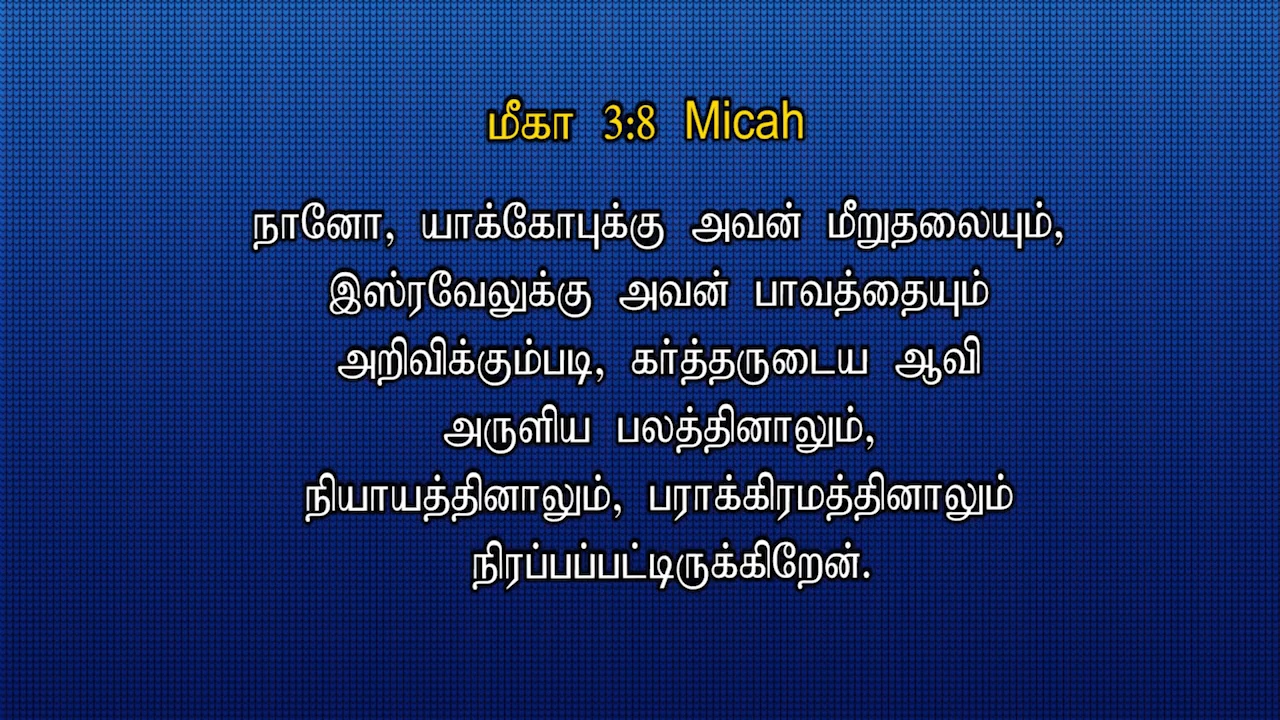 மீகா 3:8 Micah
நானோ, யாக்கோபுக்கு அவன் மீறுதலையும்,
இஸ்ரவேலுக்கு அவன் பாவத்தையும்
அறிவிக்கும்படி, கர்த்தருடைய ஆவி
அருளிய பலத்தினாலும்,
நியாயத்தினாலும், பராக்கிரமத்தினாலும்
நிரப்பப்பட்டிருக்கிறேன்.